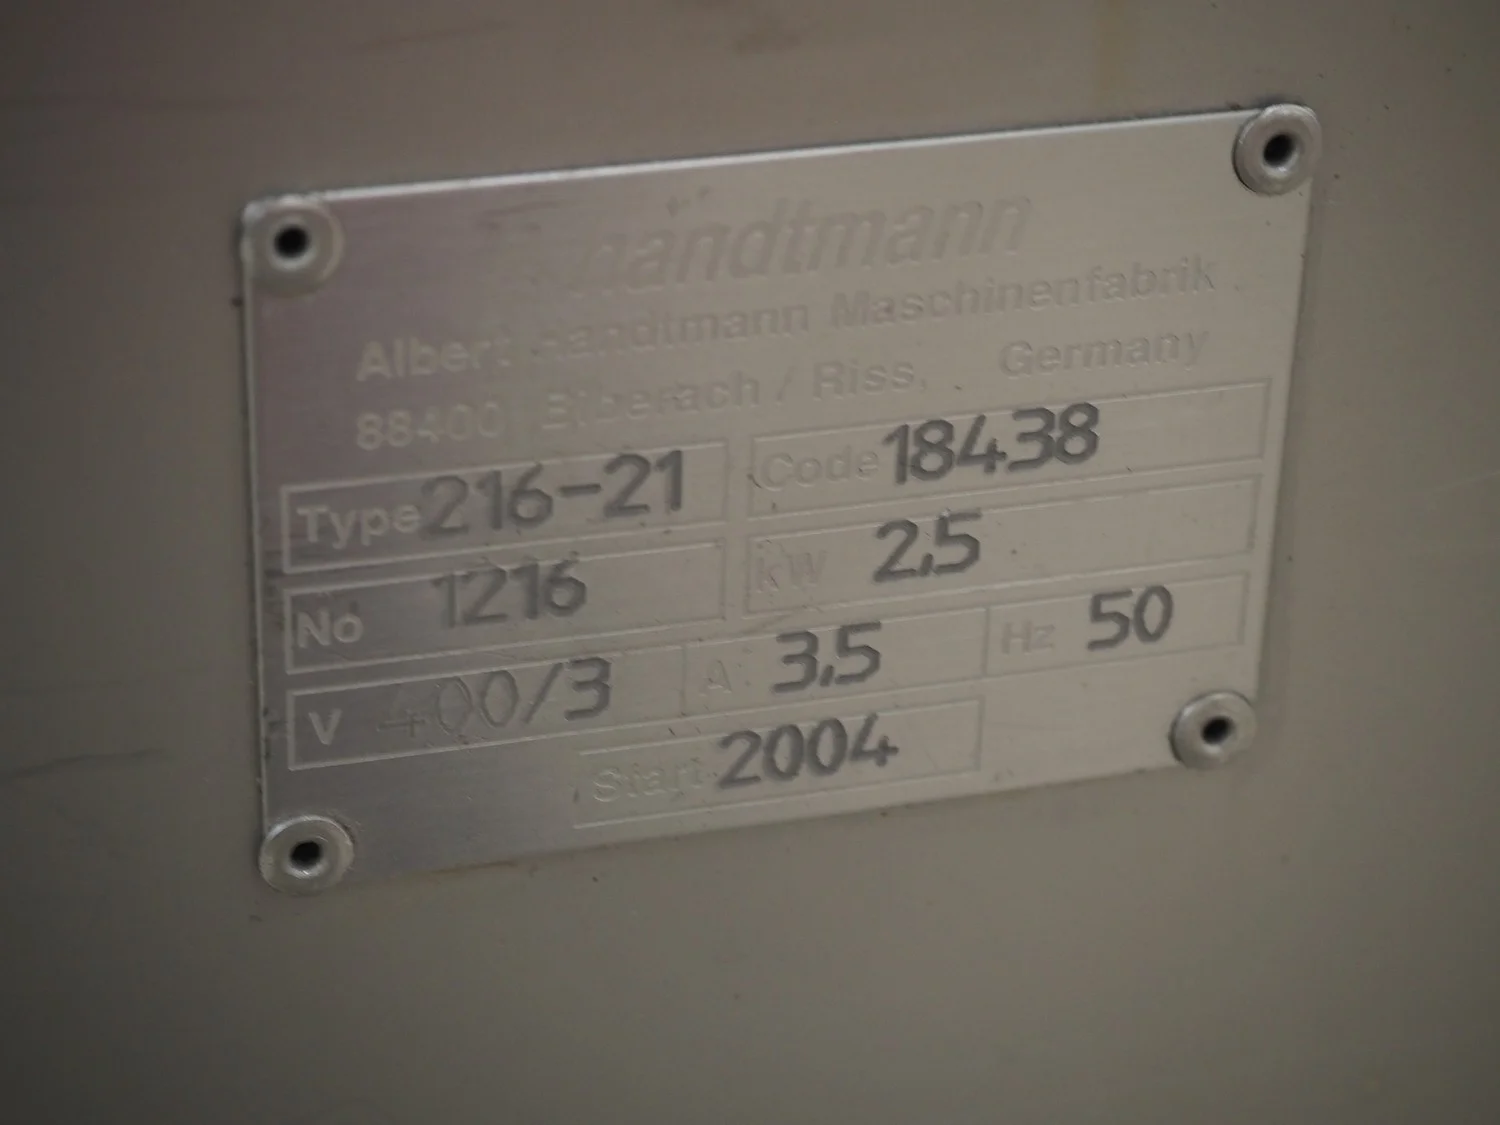 handtmann
Albert Handtmann Maschinenfabrik
88400 Biberach / Riss, Germany
Type 216-21 Code 18438
No 1216 kW 2,5
V 400/3 A 3,5 Hz 50
Start 2004